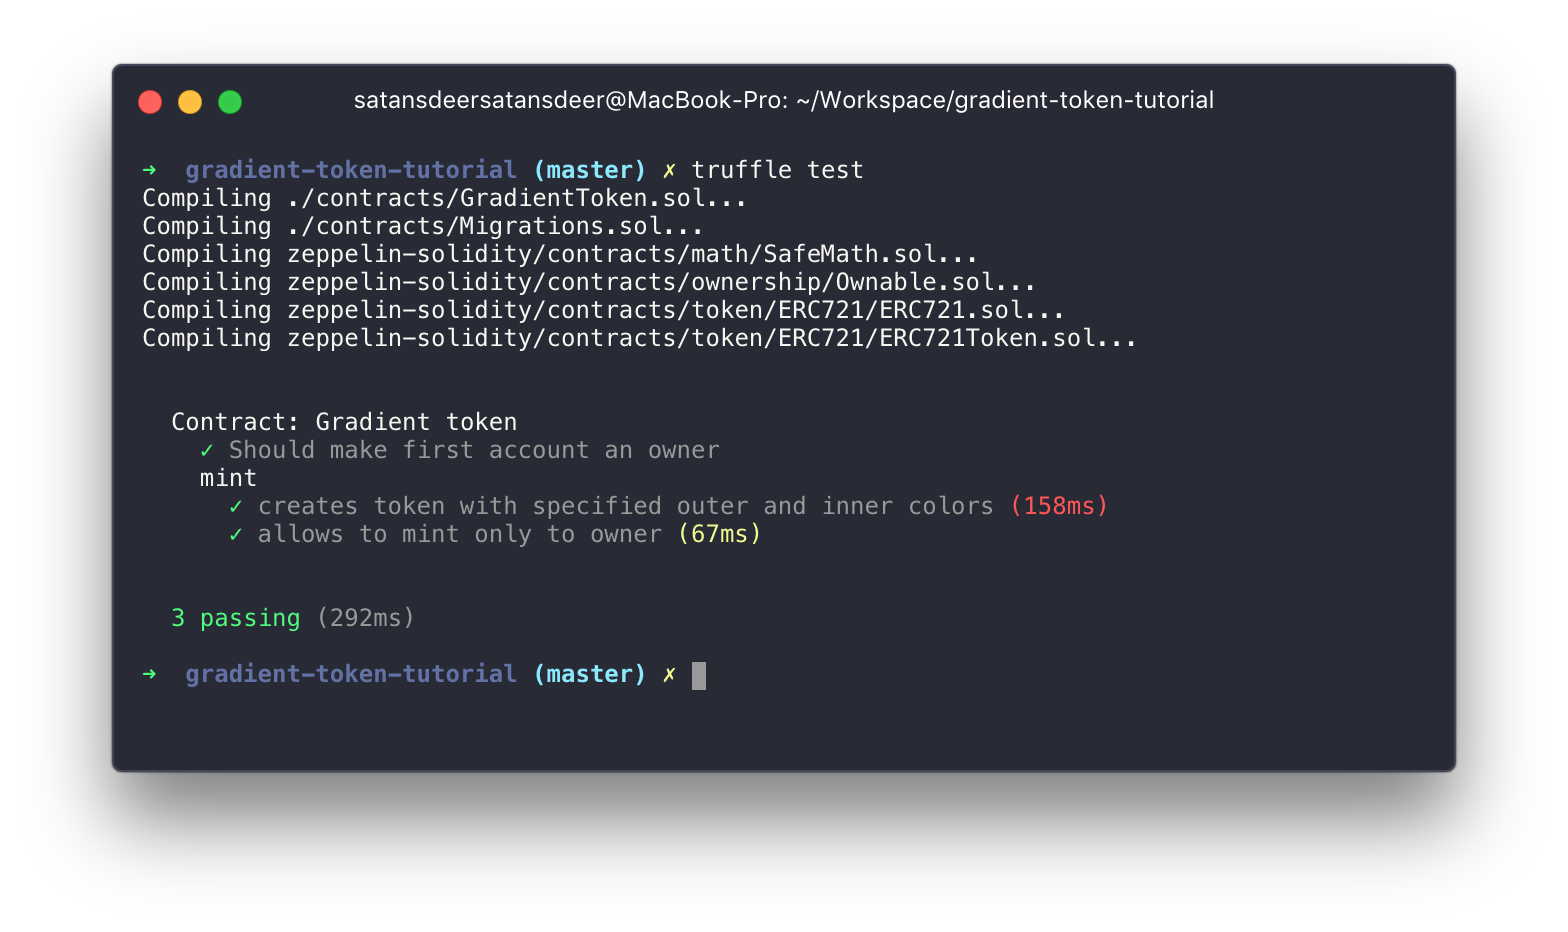 satansdeersatansdeer@MacBook-Pro: ~/Workspace/gradient-token-tutorial
➜  gradient-token-tutorial (master) ✗ truffle test
Compiling ./contracts/GradientToken.sol...
Compiling ./contracts/Migrations.sol...
Compiling zeppelin-solidity/contracts/math/SafeMath.sol...
Compiling zeppelin-solidity/contracts/ownership/Ownable.sol...
Compiling zeppelin-solidity/contracts/token/ERC721/ERC721.sol...
Compiling zeppelin-solidity/contracts/token/ERC721/ERC721Token.sol...
Contract: Gradient token
✓ Should make first account an owner
mint
✓ creates token with specified outer and inner colors (158ms)
✓ allows to mint only to owner (67ms)
3 passing (292ms)
➜  gradient-token-tutorial (master) ✗